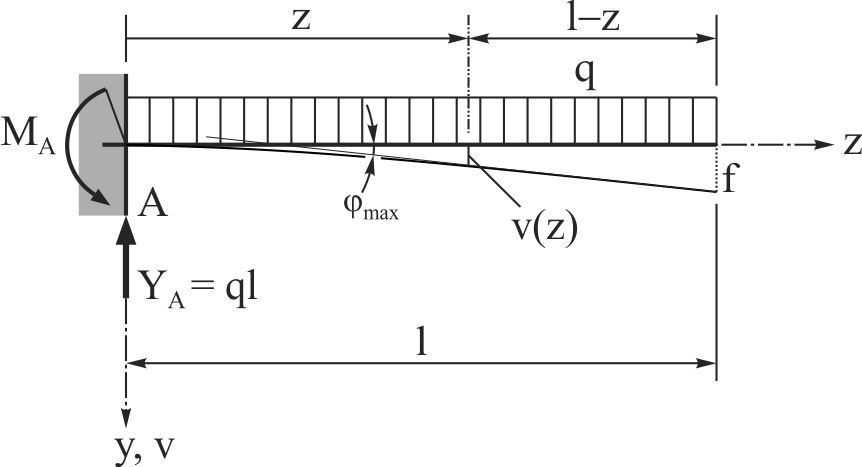 z
l–z
q
M_A
z
A
φ_max
v(z)
f
Y_A = ql
l
y, v